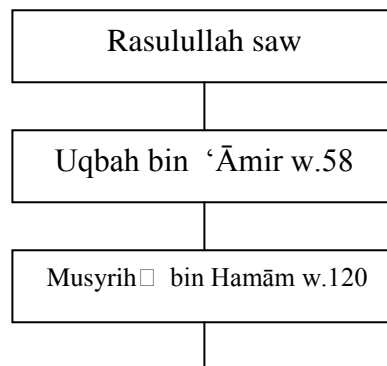 Rasulullah saw
Uqbah bin ‘Āmir w.58
Musyrih□ bin Hamām w.120